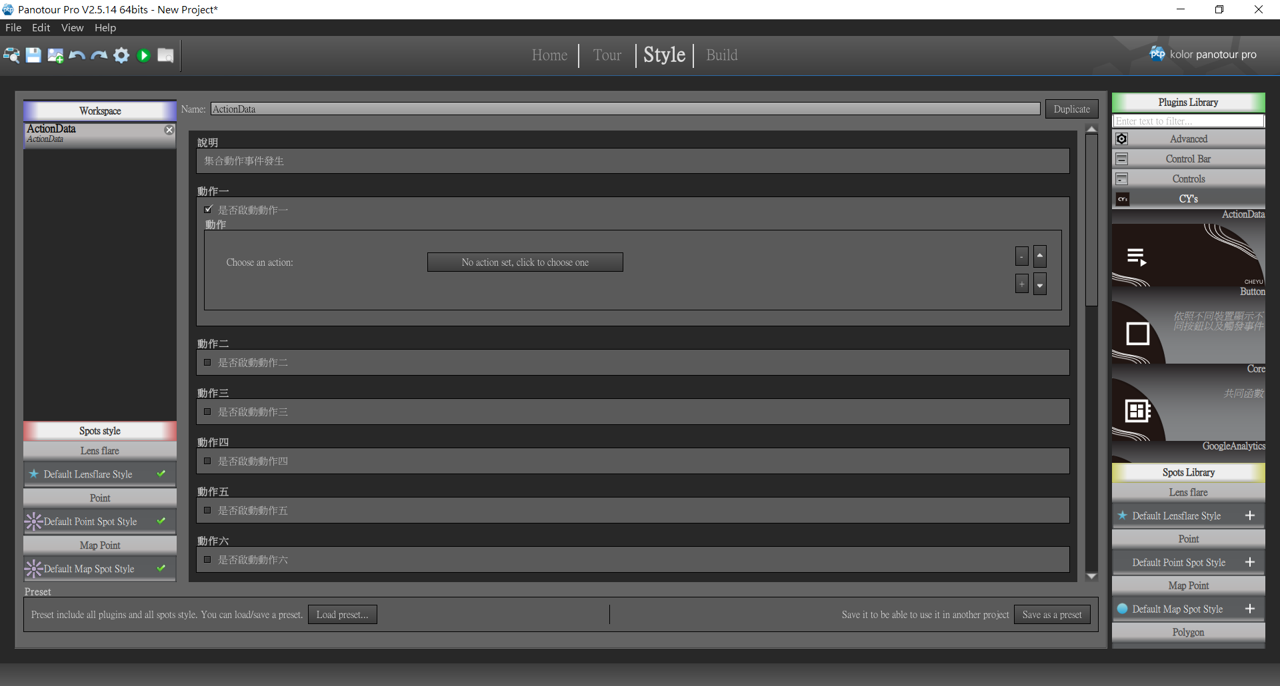 Panotour Pro V2.5.14 64bits - New Project*
File Edit View Help
Home Tour Style Build
ptp kolor panotour pro
Workspace
ActionData
ActionData
Spots style
Lens flare
Default Lensflare Style
Point
Default Point Spot Style
Map Point
Default Map Spot Style
Name: ActionData Duplicate
說明
集合動作事件發生
動作一
是否啟動動作一
動作
Choose an action: No action set, click to choose one
-
+
動作二
是否啟動動作二
動作三
是否啟動動作三
動作四
是否啟動動作四
動作五
是否啟動動作五
動作六
是否啟動動作六
Preset
Preset include all plugins and all spots style. You can load/save a preset. Load preset... Save it to be able to use it in another project Save as a preset
Plugins Library
Enter text to filter...
Advanced
Control Bar
Controls
CY's CY's
ActionData
CHEYU
Button
依照不同裝置顯示不
同按鈕以及觸發事件
Core
共同函數
GoogleAnalytics
Spots Library
Lens flare
Default Lensflare Style
Point
Default Point Spot Style
Map Point
Default Map Spot Style
Polygon